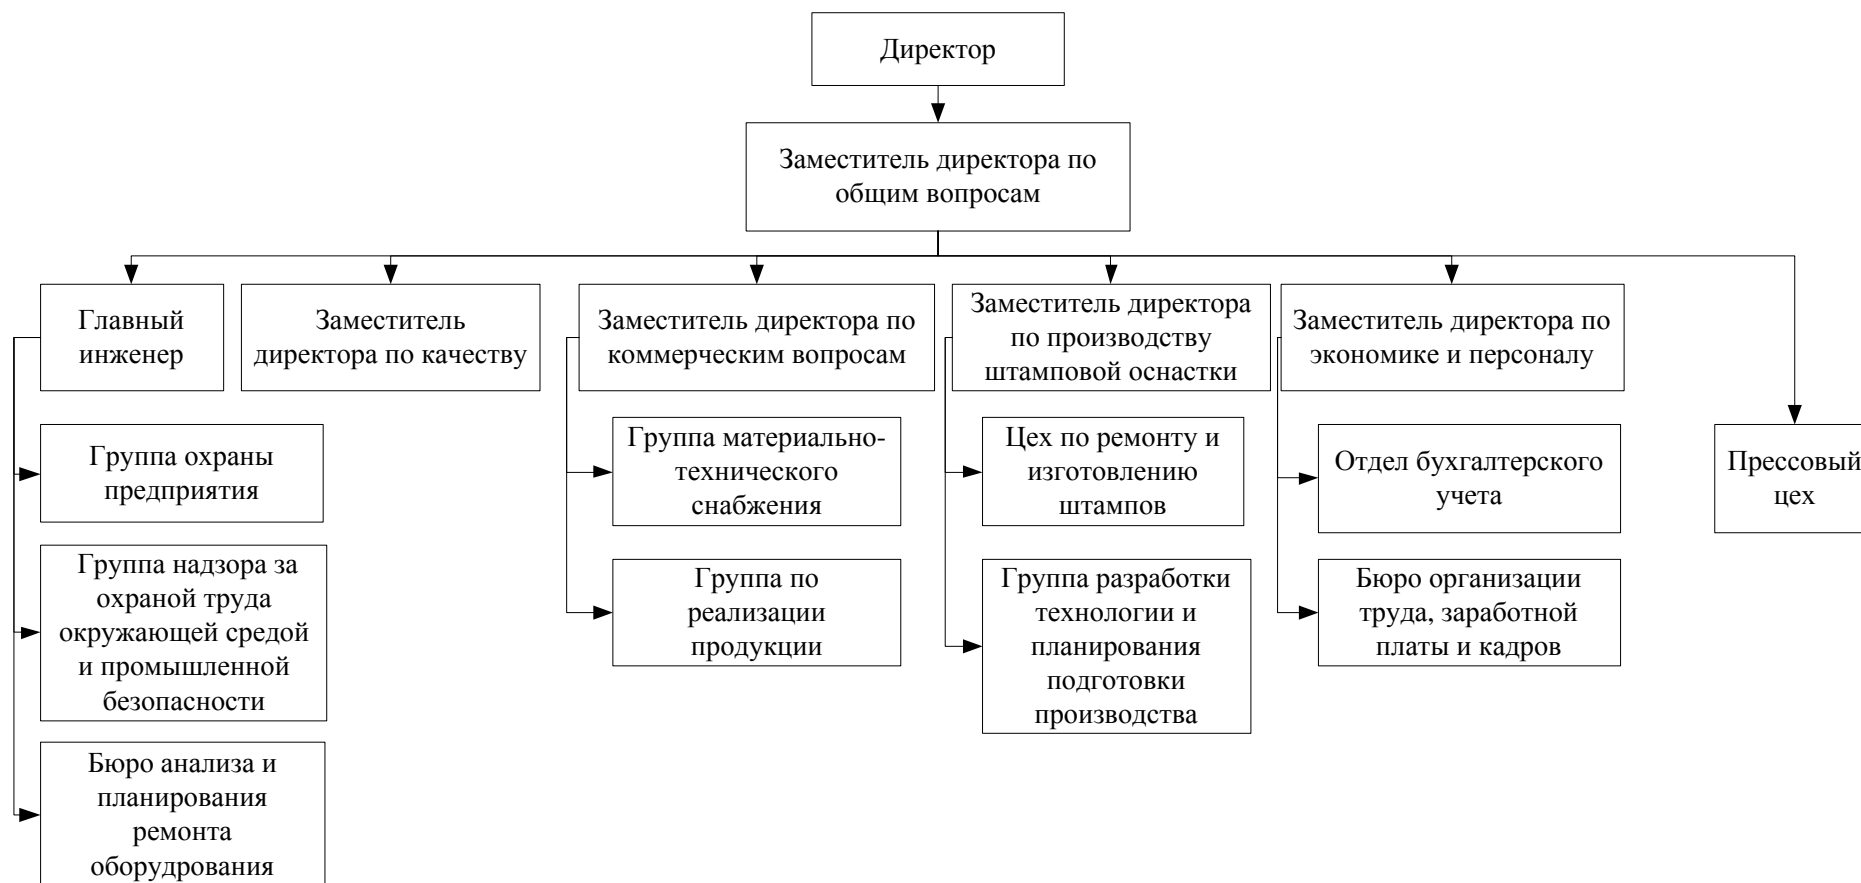 Директор
Заместитель директора по
общим вопросам
Главный
инженер
Заместитель
директора по качеству
Заместитель директора по
коммерческим вопросам
Заместитель директора
по производству
штамповой оснастки
Заместитель директора по
экономике и персоналу
Группа охраны
предприятия
Группа материально-
технического
снабжения
Цех по ремонту и
изготовлению
штампов
Отдел бухгалтерского
учета
Прессовый
цех
Группа надзора за
охраной труда
окружающей средой
и промышленной
безопасности
Группа по
реализации
продукции
Группа разработки
технологии и
планирования
подготовки
производства
Бюро организации
труда, заработной
платы и кадров
Бюро анализа и
планирования
ремонта
оборудрования